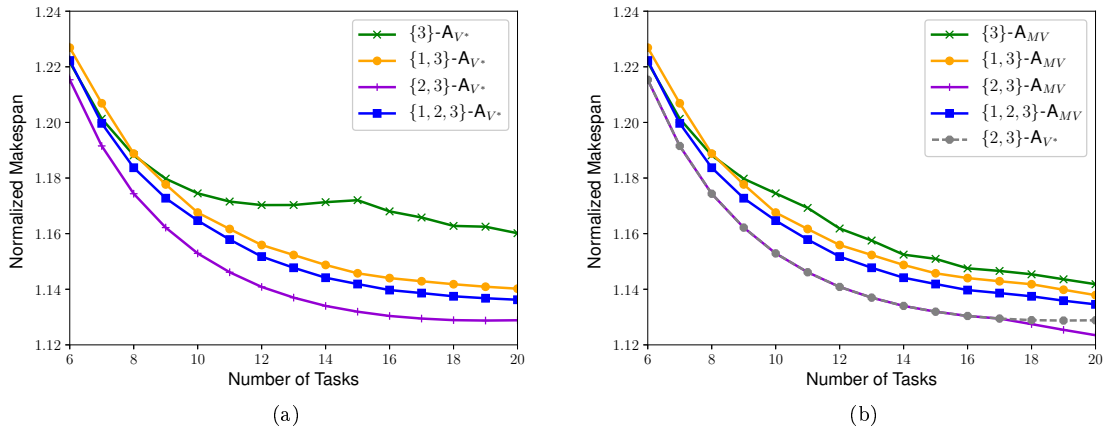 1.24
1.22
1.20
1.18
1.16
1.14
1.12
Normalized Makespan
6 8 10 12 14 16 18 20
Number of Tasks
{3}-A_{V*}
{1, 3}-A_{V*}
{2, 3}-A_{V*}
{1, 2, 3}-A_{V*}
(a)
1.24
1.22
1.20
1.18
1.16
1.14
1.12
Normalized Makespan
6 8 10 12 14 16 18 20
Number of Tasks
{3}-A_{MV}
{1, 3}-A_{MV}
{2, 3}-A_{MV}
{1, 2, 3}-A_{MV}
{2, 3}-A_{V*}
(b)